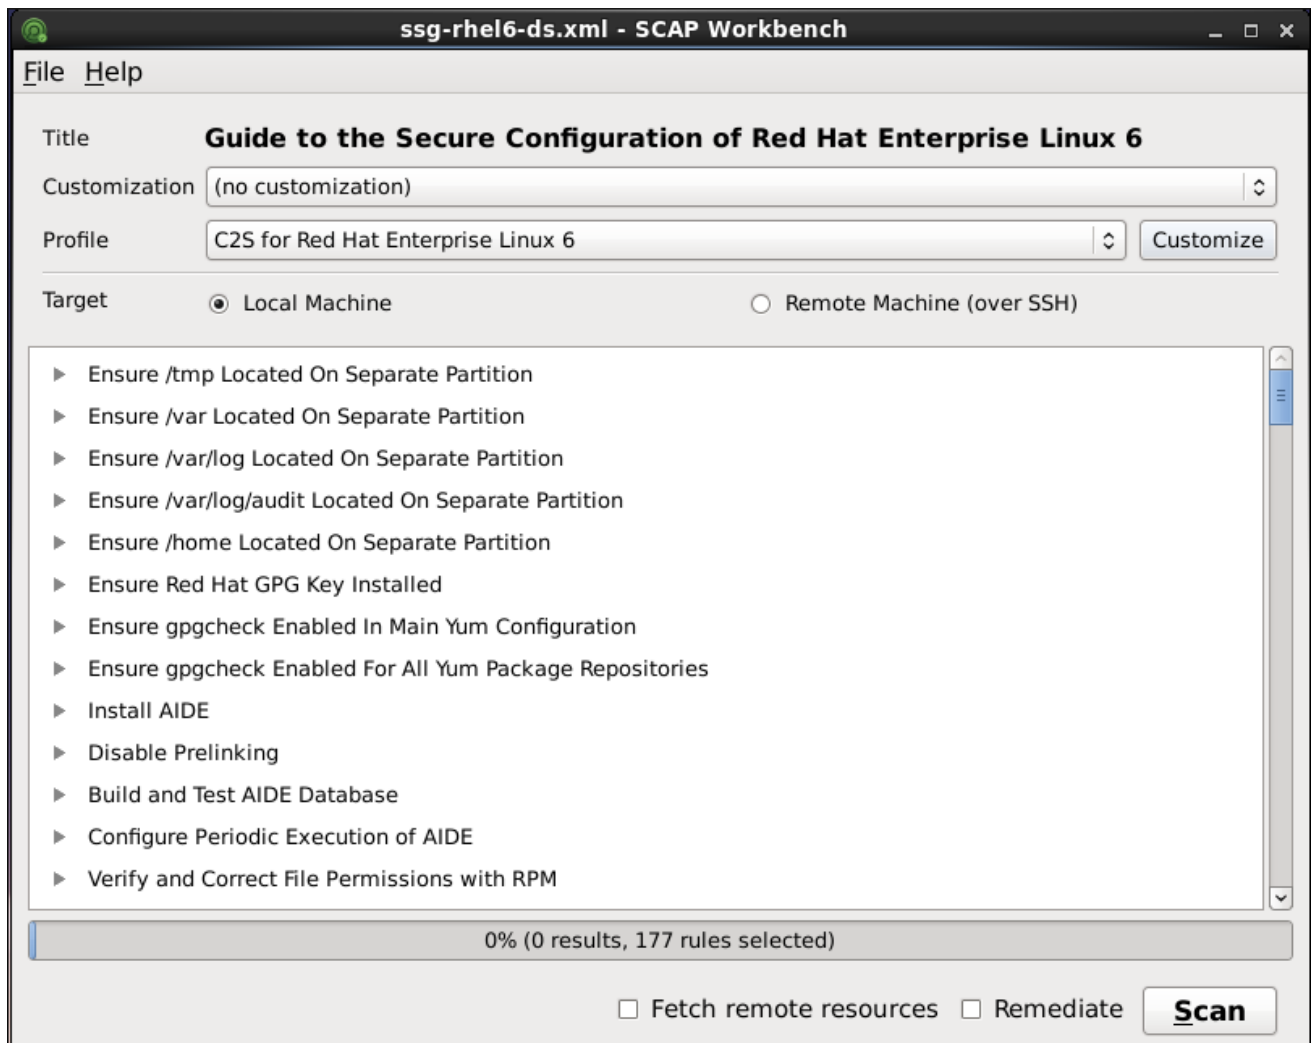 ssg-rhel6-ds.xml - SCAP Workbench
File Help
Title Guide to the Secure Configuration of Red Hat Enterprise Linux 6
Customization (no customization)
Profile C2S for Red Hat Enterprise Linux 6 Customize
Target Local Machine Remote Machine (over SSH)
Ensure /tmp Located On Separate Partition
Ensure /var Located On Separate Partition
Ensure /var/log Located On Separate Partition
Ensure /var/log/audit Located On Separate Partition
Ensure /home Located On Separate Partition
Ensure Red Hat GPG Key Installed
Ensure gpgcheck Enabled In Main Yum Configuration
Ensure gpgcheck Enabled For All Yum Package Repositories
Install AIDE
Disable Prelinking
Build and Test AIDE Database
Configure Periodic Execution of AIDE
Verify and Correct File Permissions with RPM
0% (0 results, 177 rules selected)
Fetch remote resources Remediate Scan